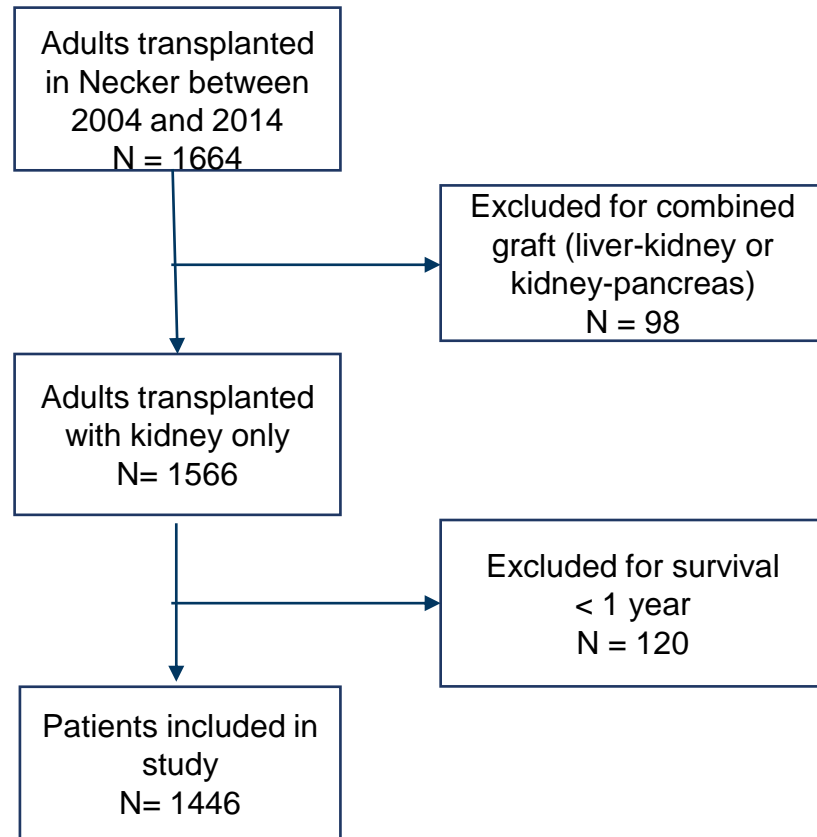 Adults transplanted
in Necker between
2004 and 2014
N = 1664
Excluded for combined
graft (liver-kidney or
kidney-pancreas)
N = 98
Adults transplanted
with kidney only
N= 1566
Excluded for survival
< 1 year
N = 120
Patients included in
study
N= 1446